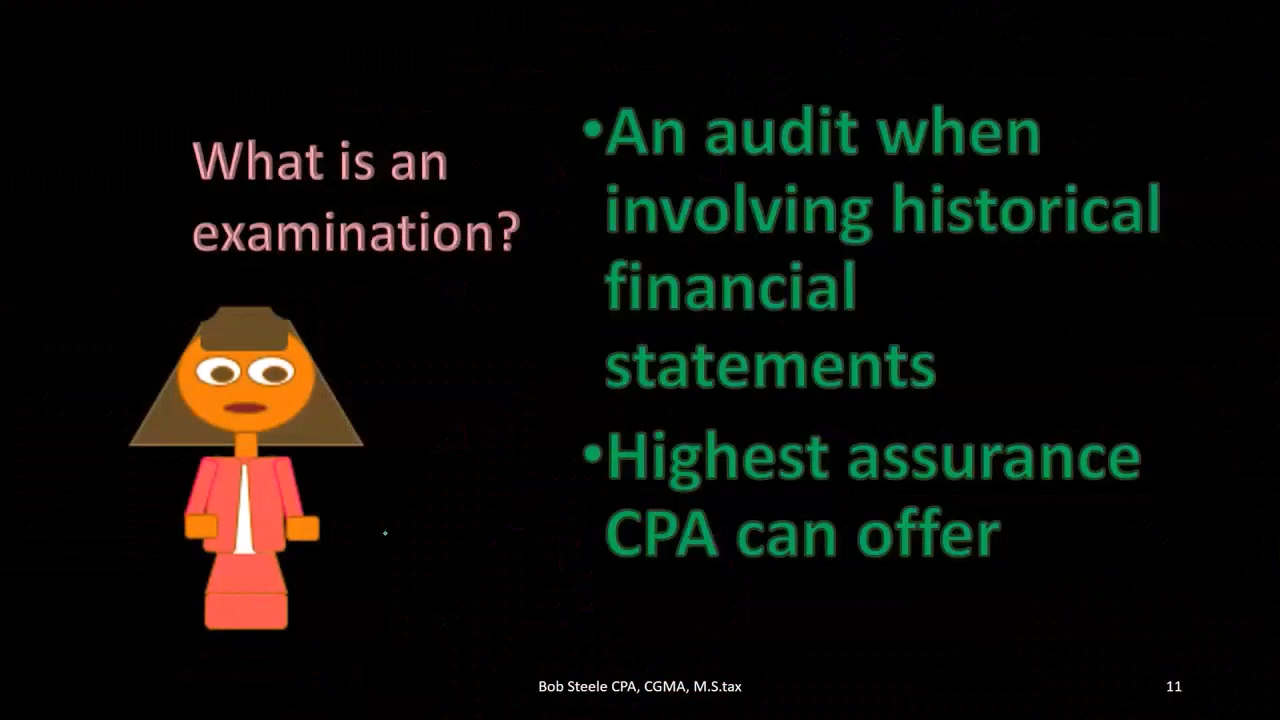 What is an
examination?
•An audit when
involving historical
financial
statements
•Highest assurance
CPA can offer
Bob Steele CPA, CGMA, M.S.tax
11